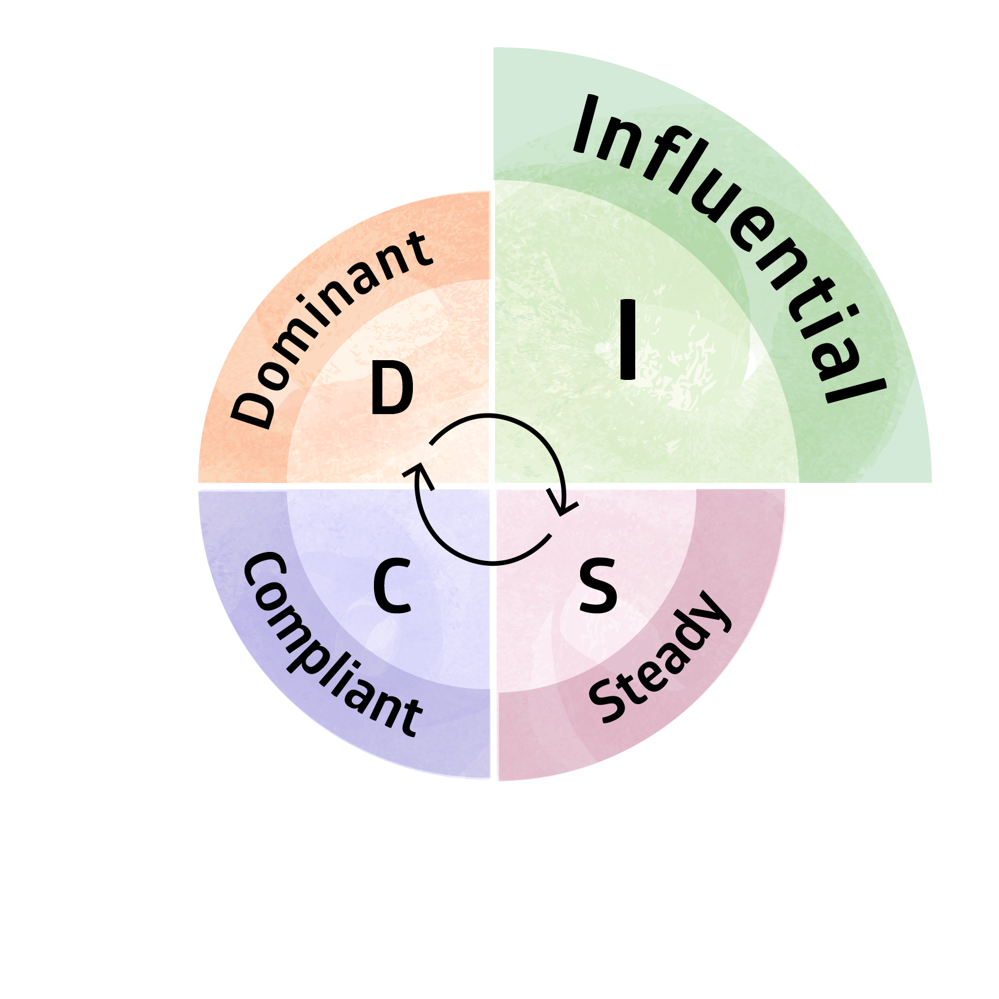 Dominant
D
Influential
I
Compliant
C
Steady
S